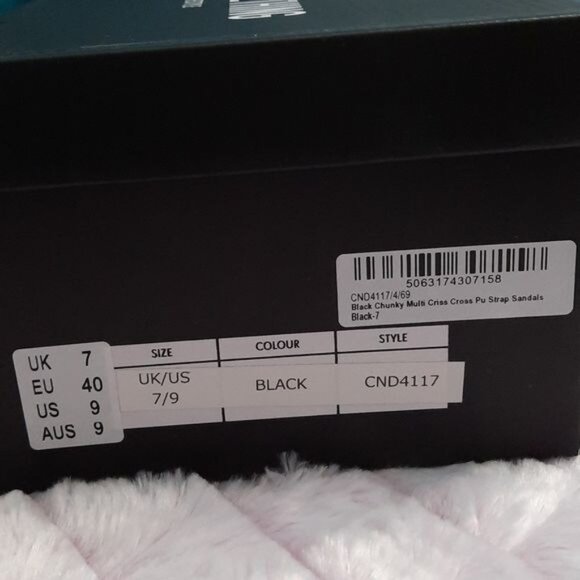 5063174307158
CND4117/4/69
Black Chunky Multi Criss Cross Pu Strap Sandals
Black-7
UK 7
EU 40
US 9
AUS 9
SIZE COLOUR STYLE
UK/US BLACK CND4117
7/9